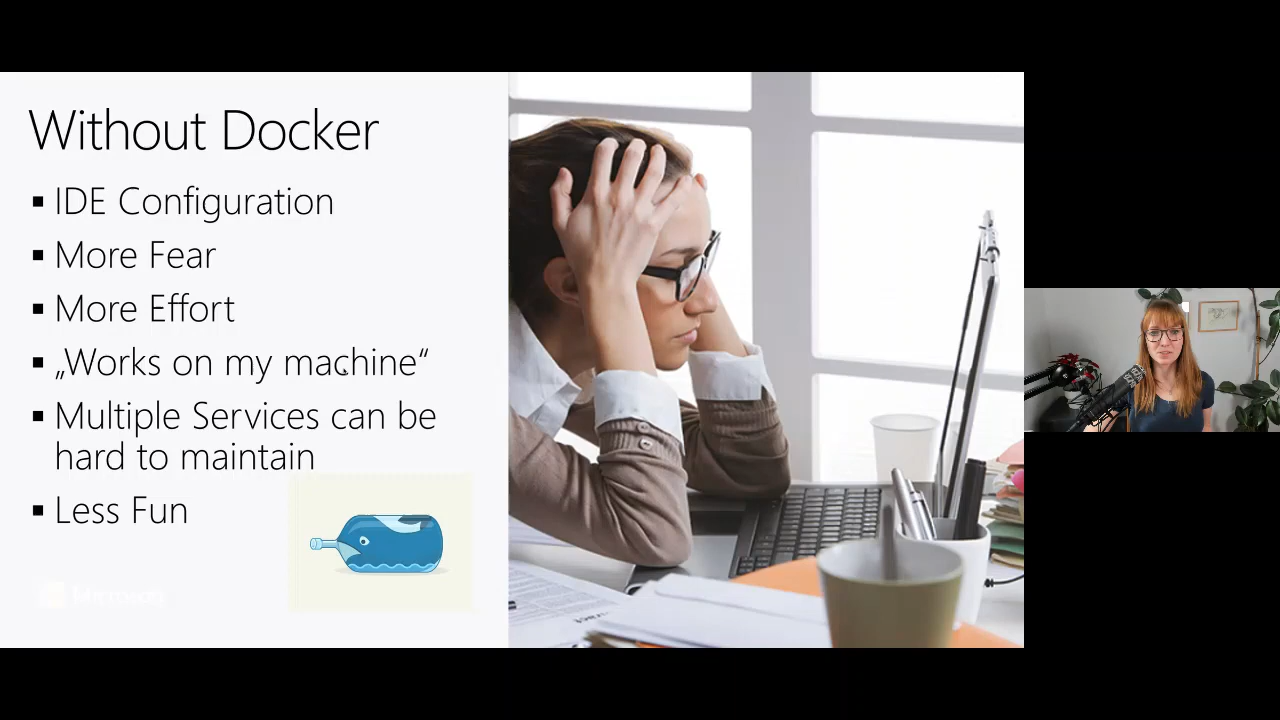 Without Docker
▪ IDE Configuration
▪ More Fear
▪ More Effort
▪ „Works on my machine“
▪ Multiple Services can be
hard to maintain
▪ Less Fun
Microsoft